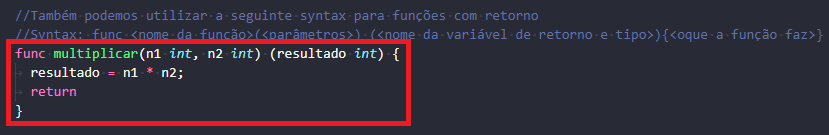 //Também podemos utilizar a seguinte syntax para funções com retorno
//Syntax: func <nome da função>(<parâmetros>) (<nome da variável de retorno e tipo>){<oque a função faz>}
func multiplicar(n1 int, n2 int) (resultado int) {
resultado = n1 * n2;
return
}